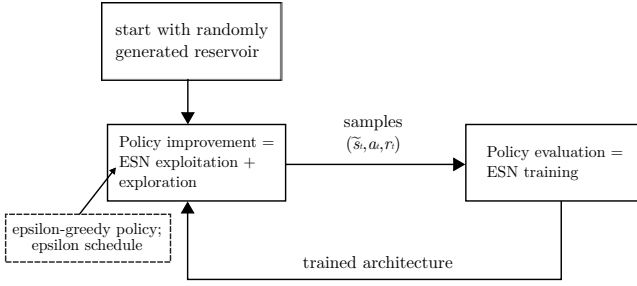 start with randomly
generated reservoir
Policy improvement =
ESN exploitation +
exploration
samples
(s̃ₜ,aₜ,rₜ)
Policy evaluation =
ESN training
epsilon-greedy policy;
epsilon schedule
trained architecture